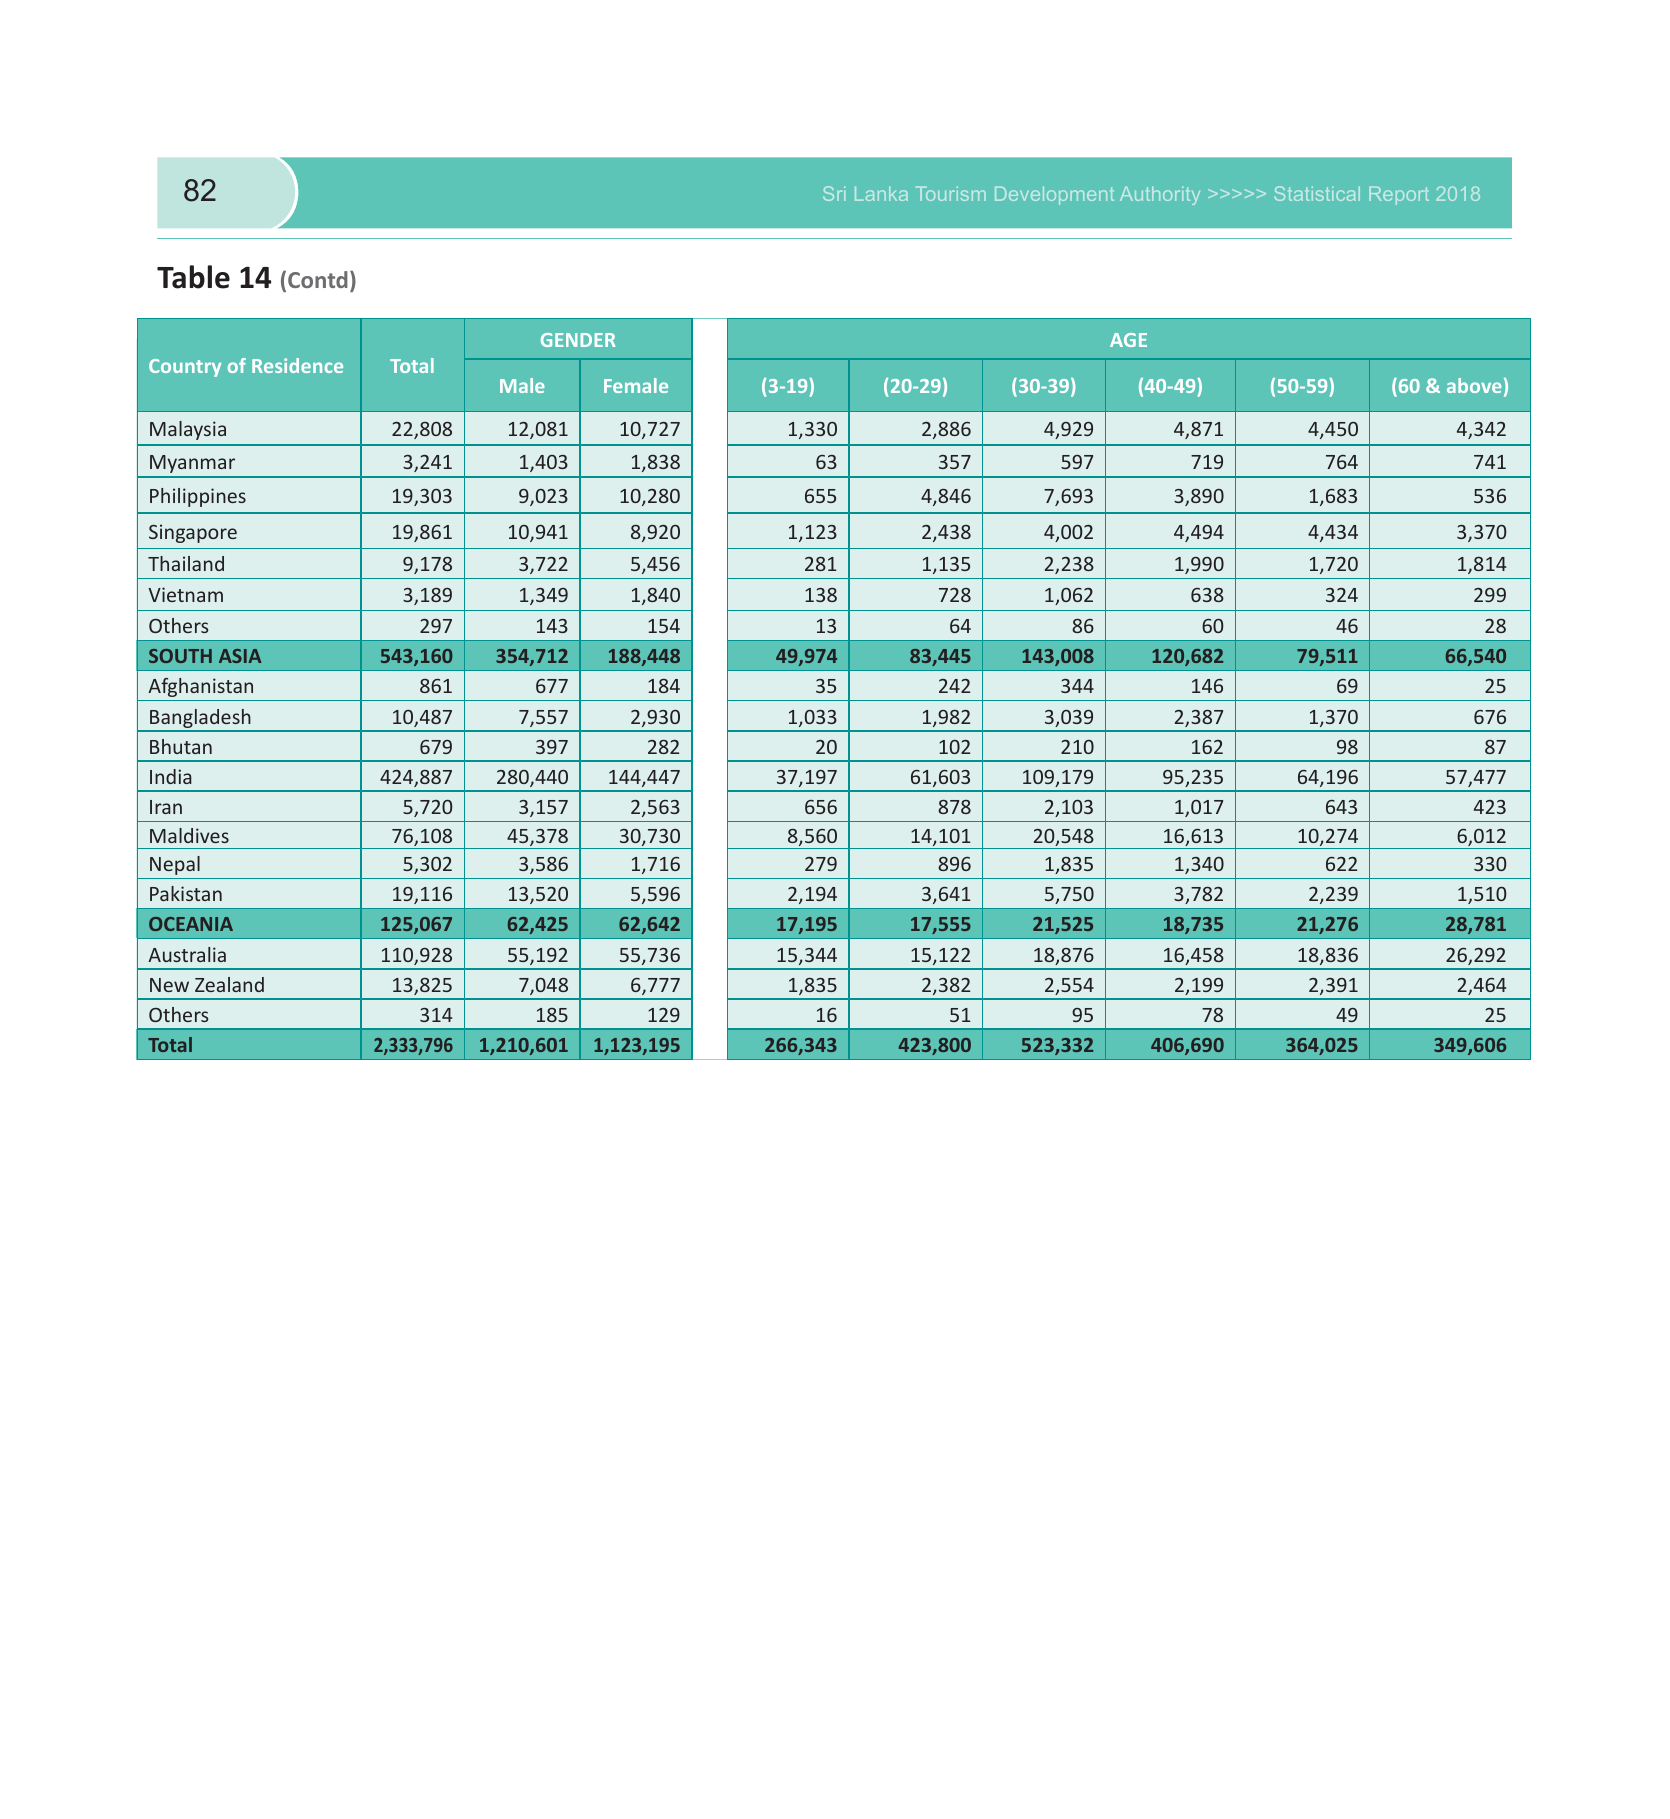 82
Sri Lanka Tourism Development Authority >>>>> Statistical Report 2018
Table 14 (Contd)
Country of Residence Total GENDER AGE
Male Female (3-19) (20-29) (30-39) (40-49) (50-59) (60 & above)
Malaysia 22,808 12,081 10,727 1,330 2,886 4,929 4,871 4,450 4,342
Myanmar 3,241 1,403 1,838 63 357 597 719 764 741
Philippines 19,303 9,023 10,280 655 4,846 7,693 3,890 1,683 536
Singapore 19,861 10,941 8,920 1,123 2,438 4,002 4,494 4,434 3,370
Thailand 9,178 3,722 5,456 281 1,135 2,238 1,990 1,720 1,814
Vietnam 3,189 1,349 1,840 138 728 1,062 638 324 299
Others 297 143 154 13 64 86 60 46 28
SOUTH ASIA 543,160 354,712 188,448 49,974 83,445 143,008 120,682 79,511 66,540
Afghanistan 861 677 184 35 242 344 146 69 25
Bangladesh 10,487 7,557 2,930 1,033 1,982 3,039 2,387 1,370 676
Bhutan 679 397 282 20 102 210 162 98 87
India 424,887 280,440 144,447 37,197 61,603 109,179 95,235 64,196 57,477
Iran 5,720 3,157 2,563 656 878 2,103 1,017 643 423
Maldives 76,108 45,378 30,730 8,560 14,101 20,548 16,613 10,274 6,012
Nepal 5,302 3,586 1,716 279 896 1,835 1,340 622 330
Pakistan 19,116 13,520 5,596 2,194 3,641 5,750 3,782 2,239 1,510
OCEANIA 125,067 62,425 62,642 17,195 17,555 21,525 18,735 21,276 28,781
Australia 110,928 55,192 55,736 15,344 15,122 18,876 16,458 18,836 26,292
New Zealand 13,825 7,048 6,777 1,835 2,382 2,554 2,199 2,391 2,464
Others 314 185 129 16 51 95 78 49 25
Total 2,333,796 1,210,601 1,123,195 266,343 423,800 523,332 406,690 364,025 349,606